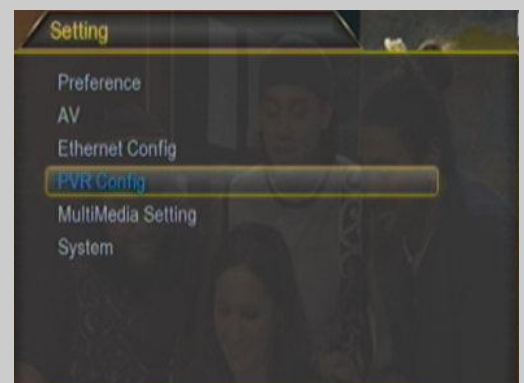 Setting
Preference
AV
Ethernet Config
PVR Config
MultiMedia Setting
System